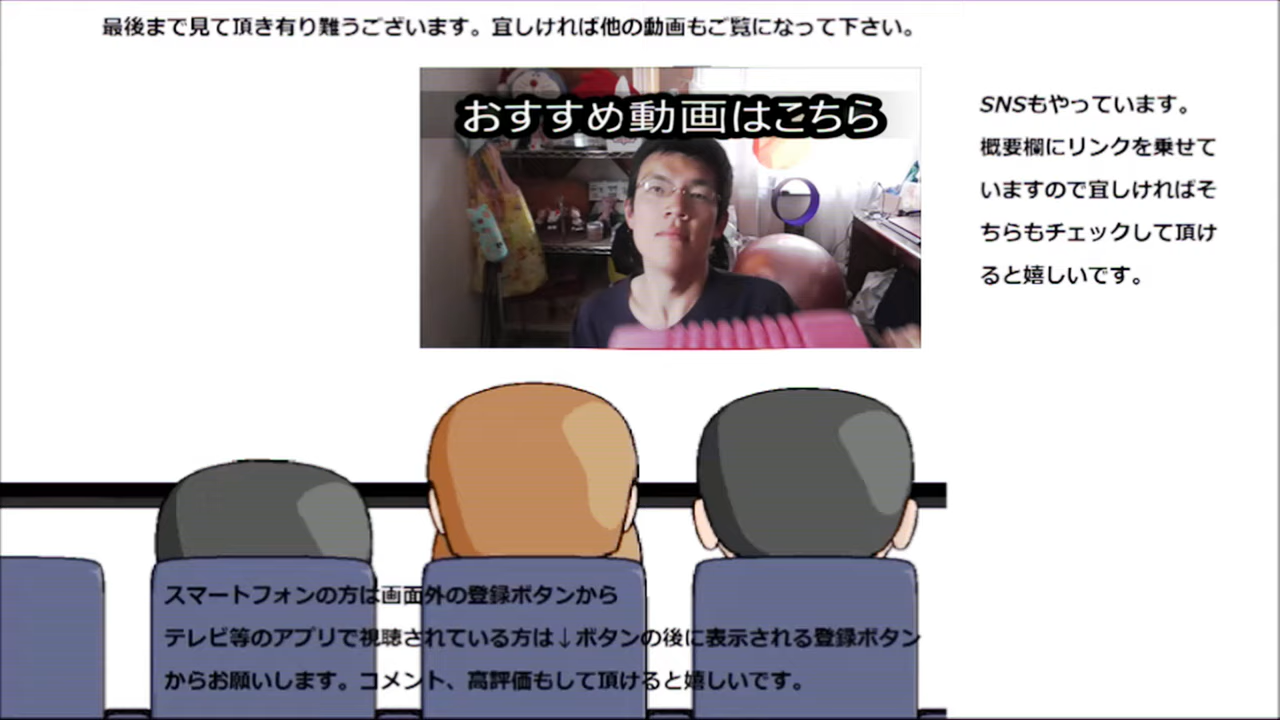 最後まで見て頂き有り難うございます。宜しければ他の動画もご覧になって下さい。
おすすめ動画はこちら
SNSもやっています。
概要欄にリンクを乗せて
いますので宜しければそ
ちらもチェックして頂け
ると嬉しいです。
スマートフォンの方は画面外の登録ボタンから
テレビ等のアプリで視聴されている方は↓ボタンの後に表示される登録ボタン
からお願いします。コメント、高評価もして頂けると嬉しいです。